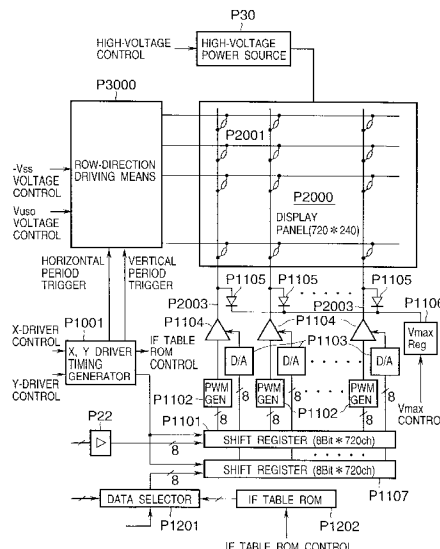 P30
HIGH-VOLTAGE CONTROL
HIGH-VOLTAGE POWER SOURCE
P3000
P2001
ROW-DIRECTION DRIVING MEANS
P2000
-Vss VOLTAGE CONTROL
DISPLAY PANEL(720*240)
Vuso VOLTAGE CONTROL
HORIZONTAL PERIOD TRIGGER
VERTICAL PERIOD TRIGGER
P1105
P1105
P1105
P2003
P2003
P1106
P1104
P1104
Vmax Reg
P1001
X-DRIVER CONTROL
X, Y DRIVER TIMING GENERATOR
IF TABLE ROM CONTROL
D/A
P1103
D/A
D/A
Y-DRIVER CONTROL
P1102
PWM GEN
PWM GEN
P1102
PWM GEN
Vmax CONTROL
P1101
8
8
8
P22
8
SHIFT REGISTER (8Bit*720ch)
8
SHIFT REGISTER (8Bit*720ch)
P1107
DATA SELECTOR
IF TABLE ROM
P1201
P1202
IF TABLE ROM CONTROL